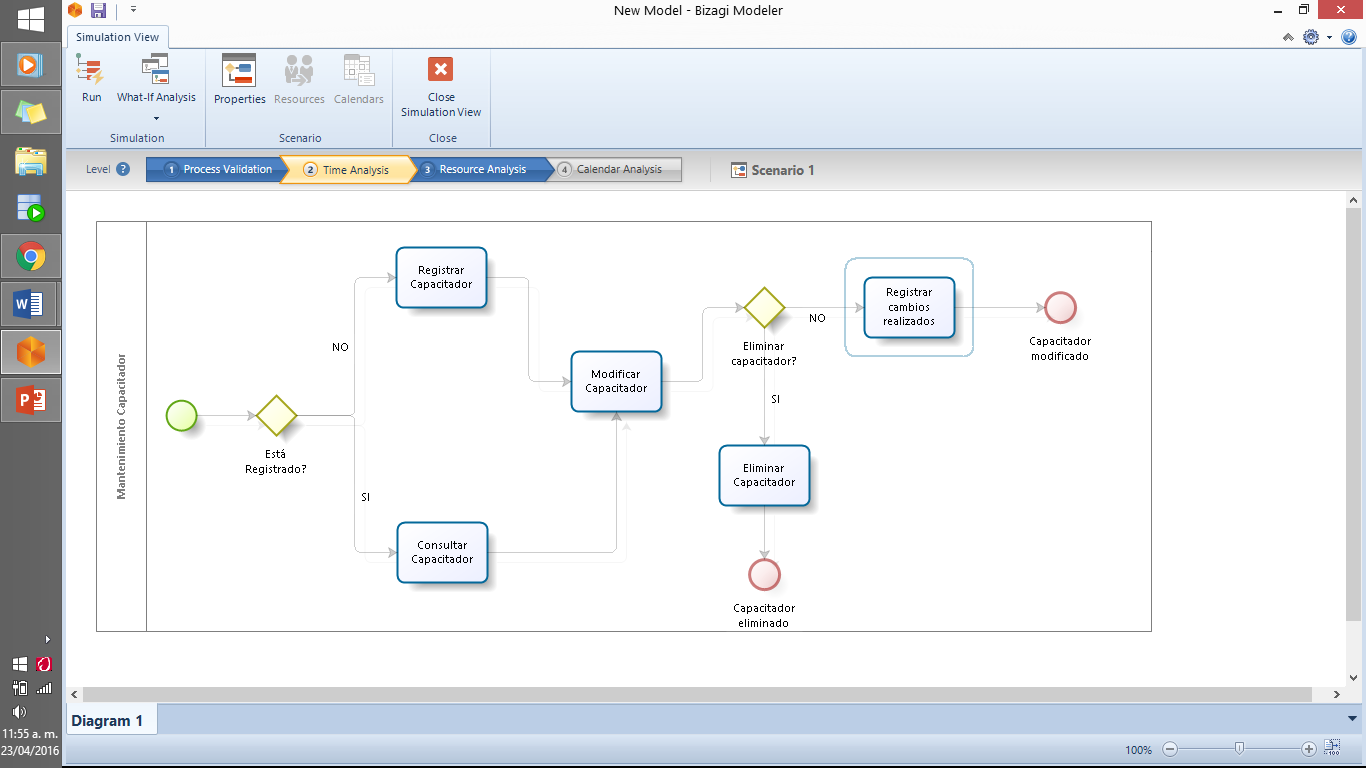 New Model - Bizagi Modeler
Simulation View
Run
What-If Analysis
Properties
Resources
Calendars
Close
Simulation View
Simulation
Scenario
Close
Level
?
1 Process Validation
2 Time Analysis
3 Resource Analysis
4 Calendar Analysis
Scenario 1
Mantenimiento Capacitador
Está
Registrado?
NO
SI
Registrar
Capacitador
Consultar
Capacitador
Modificar
Capacitador
Eliminar
capacitador?
NO
SI
Registrar
cambios
realizados
Capacitador
modificado
Eliminar
Capacitador
Capacitador
eliminado
Diagram 1
100%
11:55 a. m.
23/04/2016